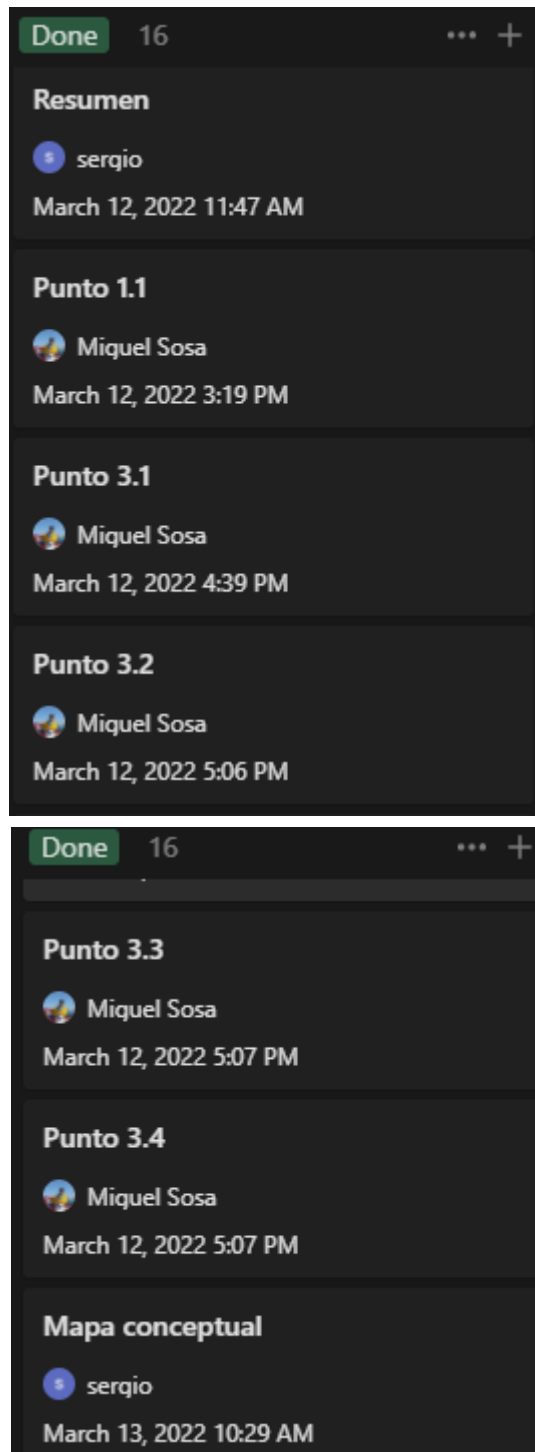 Done 16
Resumen
s sergio
March 12, 2022 11:47 AM
Punto 1.1
Miguel Sosa
March 12, 2022 3:19 PM
Punto 3.1
Miguel Sosa
March 12, 2022 4:39 PM
Punto 3.2
Miguel Sosa
March 12, 2022 5:06 PM
Done 16
Punto 3.3
Miguel Sosa
March 12, 2022 5:07 PM
Punto 3.4
Miguel Sosa
March 12, 2022 5:07 PM
Mapa conceptual
s sergio
March 13, 2022 10:29 AM